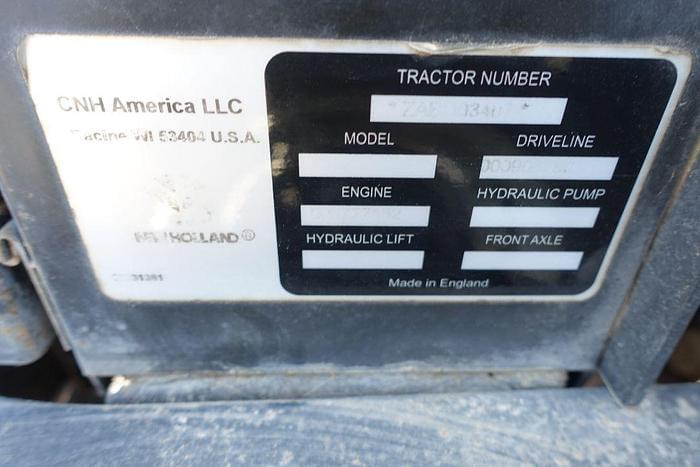 CNH America LLC
Racine WI 53404 U.S.A.
NEW HOLLAND®
TRACTOR NUMBER
MODEL
DRIVELINE
ENGINE
HYDRAULIC PUMP
HYDRAULIC LIFT
FRONT AXLE
Made in England